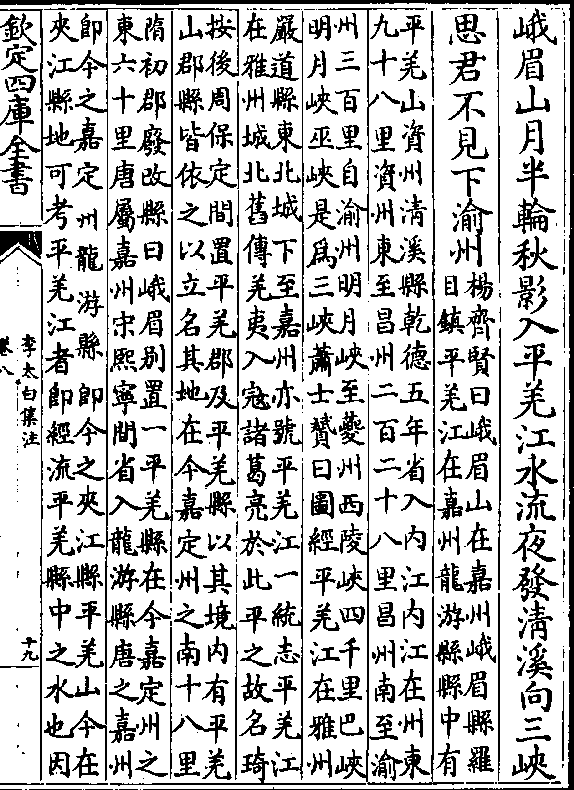 峨眉山月半輪秋影入平羌江水流夜發清溪向三峽
思君不見下渝州
楊齊賢曰峨眉山在嘉州峨眉縣羅
目鎮平羌江在嘉州龍游縣縣中有
平羌山資州清溪縣乾德五年省入内江内江在州東
九十八里資州東至昌州二百二十八里昌州南至渝
州三百里自渝州明月峽至夔州西陵峽四千里巴峽
明月峽巫峽是為三峽蕭士贇曰圖經平羌江在雅州
嚴道縣東北城下至嘉州亦號平羌江一統志平羌江
在雅州城北舊傳羌夷入寇諸葛亮於此平之故名琦
按後周保定間置平羌郡及平羌縣以其境内有平羌
山郡縣皆依之以立名其地在今嘉定州之南十八里
隋初郡廢改縣曰峨眉别置一平羌縣在今嘉定州之
東六十里唐屬嘉州宋熙寧間省入龍游縣唐之嘉州
即今之嘉定州龍游縣即今之夾江縣平羌山今在
夾江縣地可考平羌江者即經流平羌縣中之水也因
欽定四庫全書
李太白集注
卷八
十九